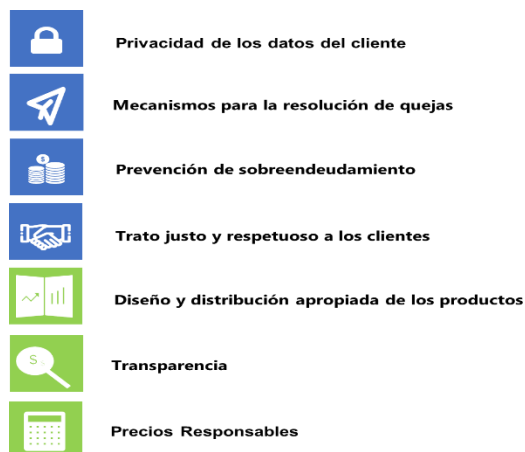 Privacidad de los datos del cliente
Mecanismos para la resolución de quejas
Prevención de sobreendeudamiento
Trato justo y respetuoso a los clientes
Diseño y distribución apropiada de los productos
S
Transparencia
Precios Responsables